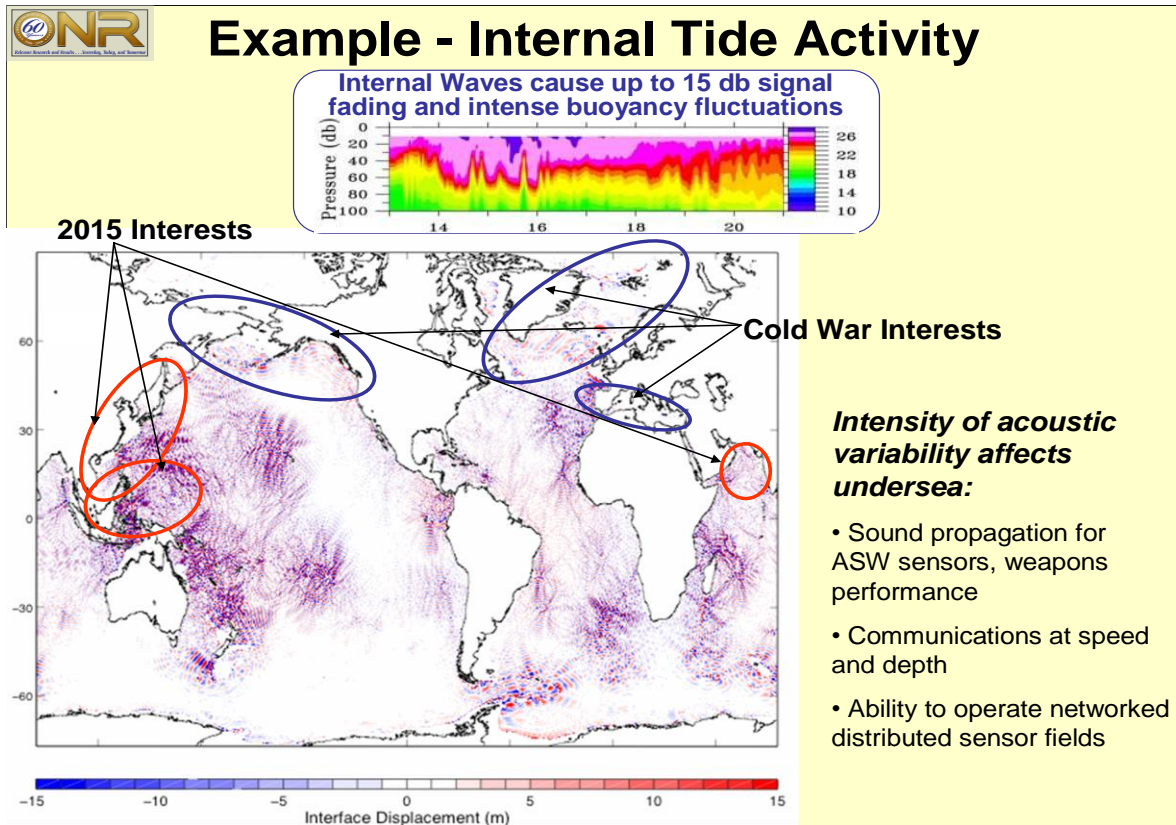 60
ONR
Example - Internal Tide Activity
Internal Waves cause up to 15 db signal
fading and intense buoyancy fluctuations
Pressure (db)
0
20
40
60
80
100
14
16
18
20
26
22
18
14
10
2015 Interests
Cold War Interests
60
30
0
−30
−60
−15
−10
−5
0
5
10
15
Interface Displacement (m)
Intensity of acoustic
variability affects
undersea:
• Sound propagation for
ASW sensors, weapons
performance
• Communications at speed
and depth
• Ability to operate networked
distributed sensor fields